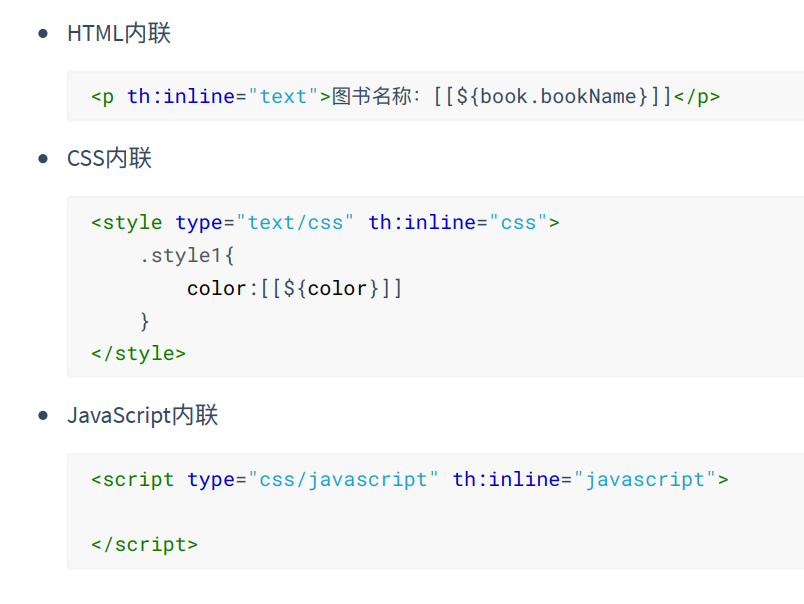 HTML内联
<p th:inline="text">图书名称：[[${book.bookName}]]</p>
CSS内联
<style type="text/css" th:inline="css">
    .style1{
        color:[[${color}]]
    }
</style>
JavaScript内联
<script type="css/javascript" th:inline="javascript">
</script>